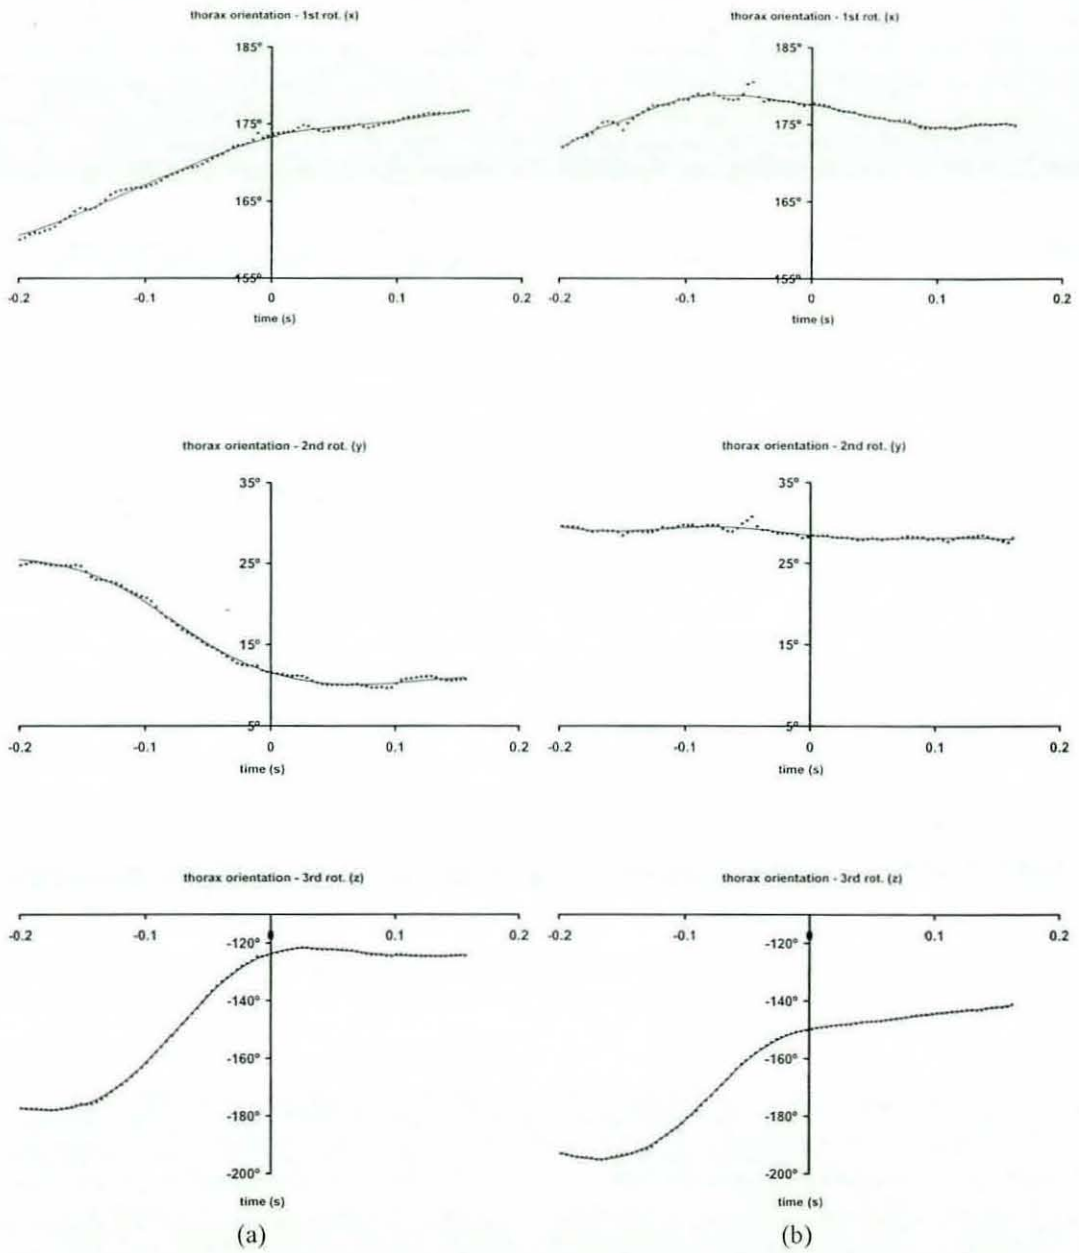 thorax orientation - 1st rot. (x)
185°
175°
165°
155°
-0.2 -0.1 0 0.1 0.2
time (s)
thorax orientation - 1st rot. (x)
185°
175°
165°
155°
-0.2 -0.1 0 0.1 0.2
time (s)
thorax orientation - 2nd rot. (y)
35°
25°
15°
5°
-0.2 -0.1 0 0.1 0.2
time (s)
thorax orientation - 2nd rot. (y)
35°
25°
15°
5°
-0.2 -0.1 0 0.1 0.2
time (s)
thorax orientation - 3rd rot. (z)
-0.2 -0.1 0 0.1 0.2
-120°
-140°
-160°
-180°
-200°
time (s)
(a)
thorax orientation - 3rd rot. (z)
-0.2 -0.1 0 0.1 0.2
-120°
-140°
-160°
-180°
-200°
time (s)
(b)